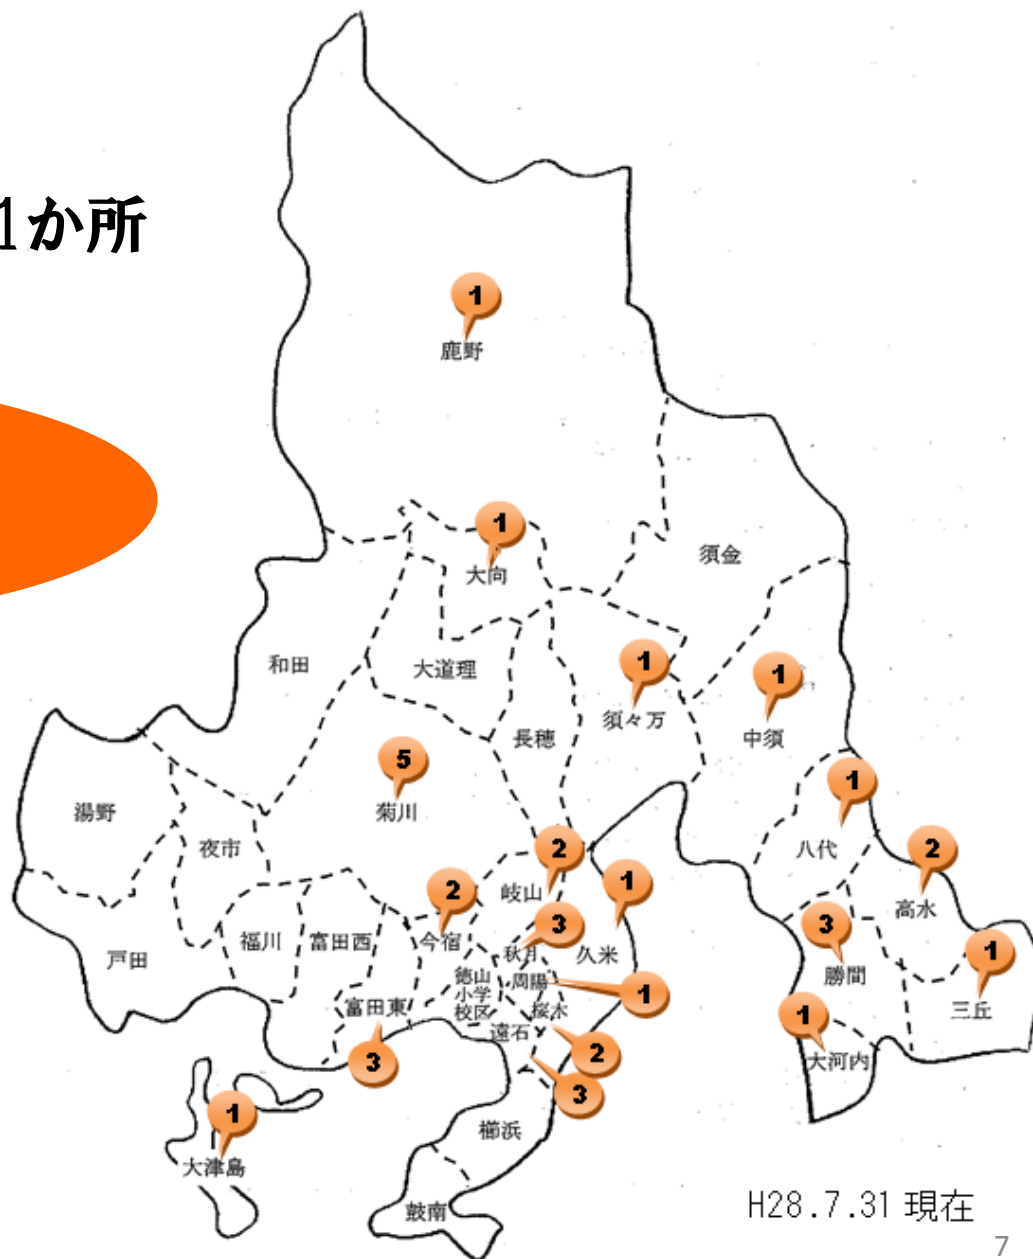 1か所
1
鹿野
1
大向
須金
和田
大道理
1
須々万
1
中須
長穂
5
菊川
湯野
夜市
1
八代
2
岐山
2
高水
2
今宿
1
久米
3
秋月
3
勝間
福川
富田西
戸田
徳山
小学
校区
周陽
1
1
三丘
富田東
3
桜木
2
遠石
3
1
大河内
1
大津島
櫛浜
鼓南
H28.7.31 現在
7